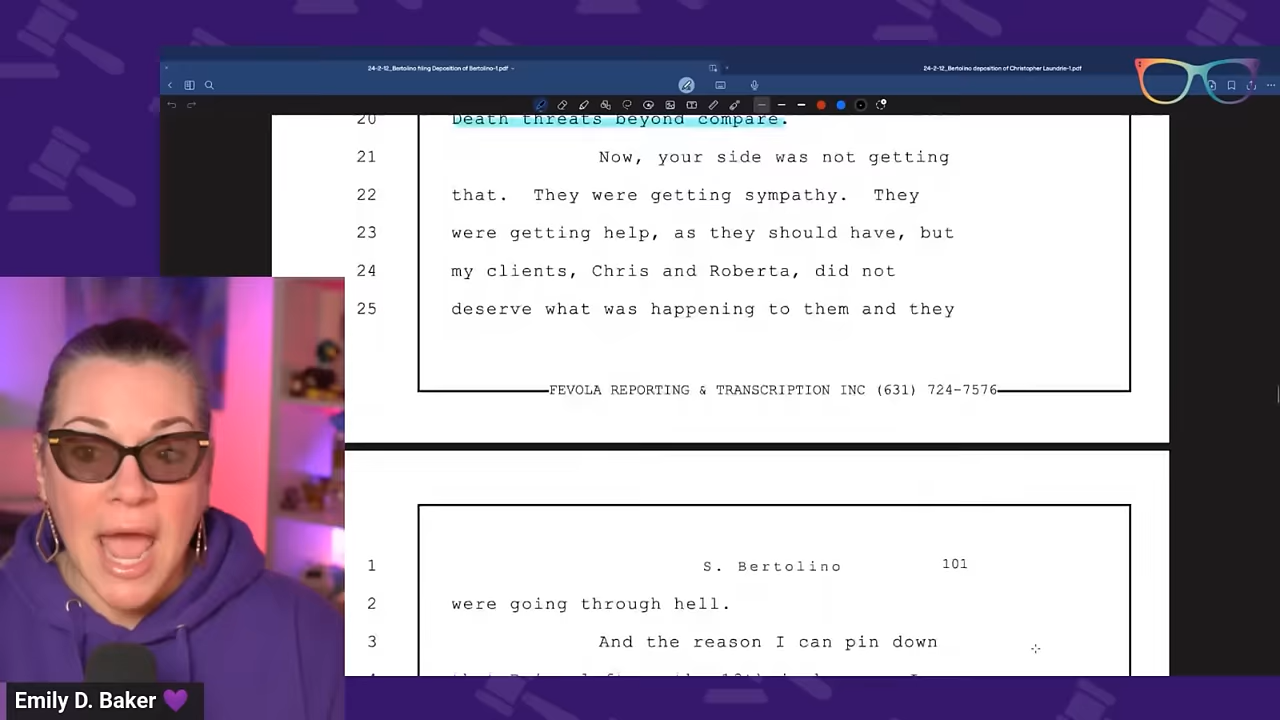 24-2-12_Bertolino filing Deposition of Bertolino-1.pdf
24-2-12_Bertolino deposition of Christopher Laundrie-1.pdf
20 Death threats beyond compare.
21 Now, your side was not getting
22 that. They were getting sympathy. They
23 were getting help, as they should have, but
24 my clients, Chris and Roberta, did not
25 deserve what was happening to them and they
FEVOLA REPORTING & TRANSCRIPTION INC (631) 724-7576
1 S. Bertolino 101
2 were going through hell.
3 And the reason I can pin down
Emily D. Baker 💜